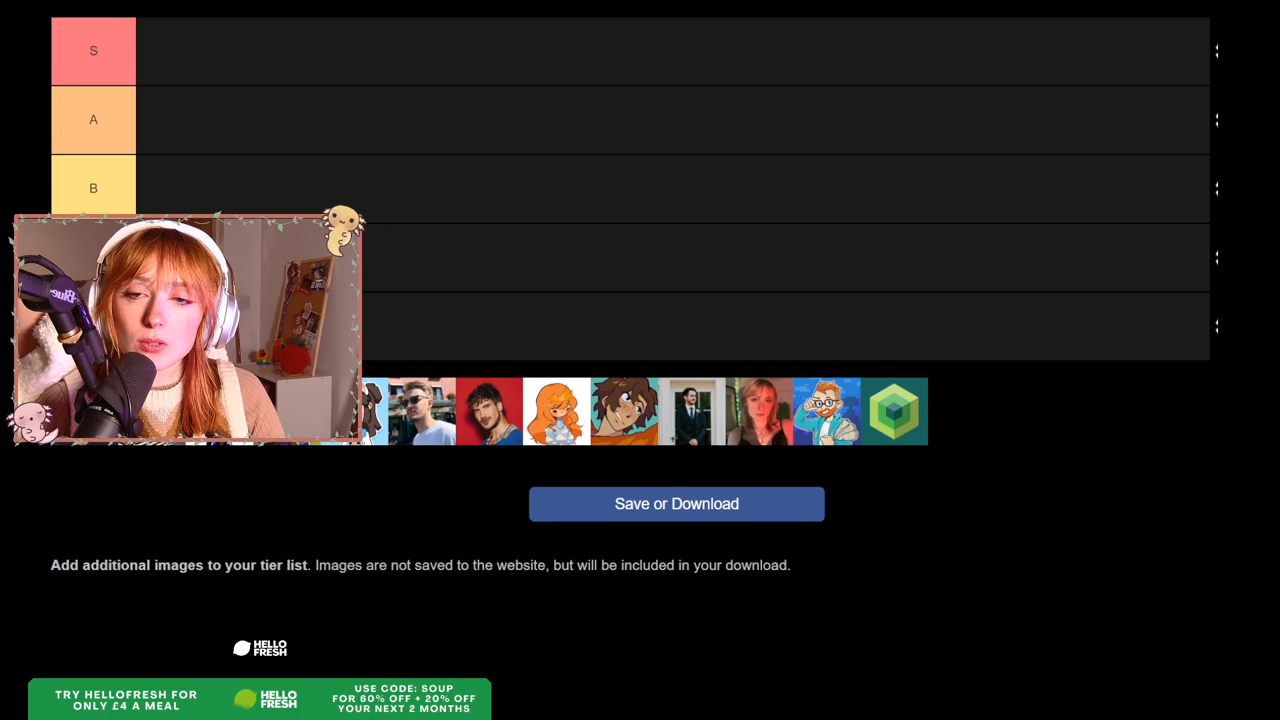 S
A
B
Blue
Save or Download
Add additional images to your tier list. Images are not saved to the website, but will be included in your download.
HELLO
FRESH
TRY HELLOFRESH FOR
ONLY £4 A MEAL
HELLO
FRESH
USE CODE: SOUP
FOR 60% OFF + 20% OFF
YOUR NEXT 2 MONTHS